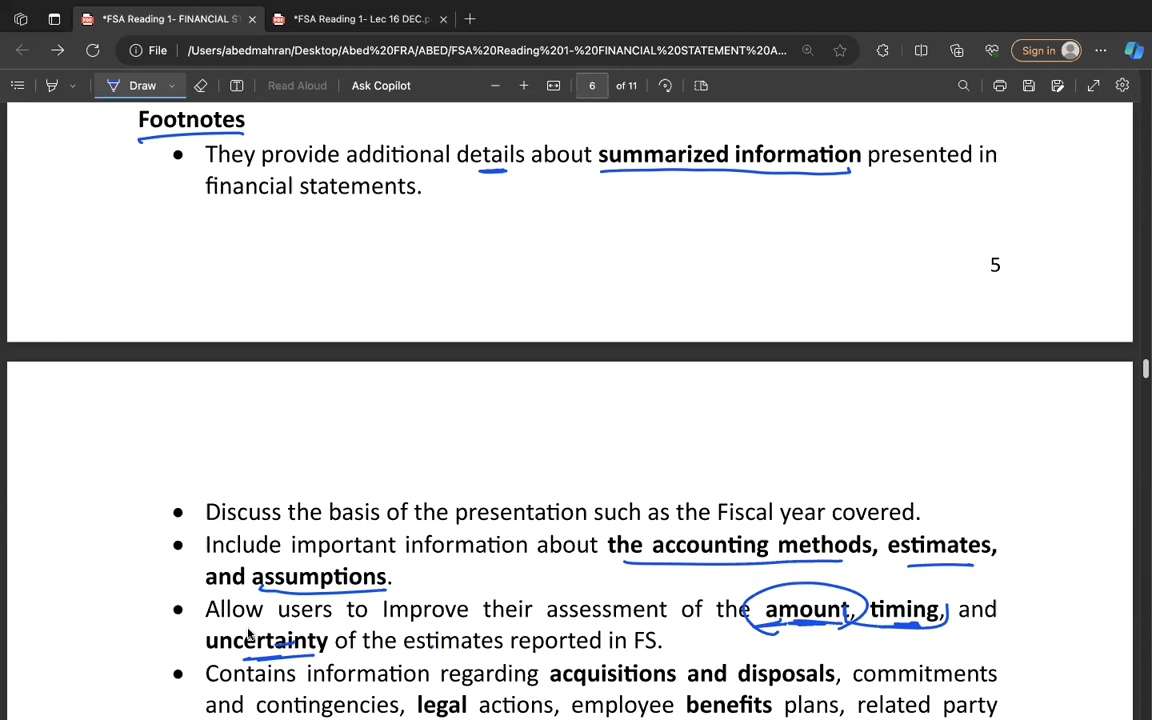 *FSA Reading 1- FINANCIAL S
*FSA Reading 1- Lec 16 DEC.p
File
/Users/abedmahran/Desktop/Abed%20FRA/ABED/FSA%20Reading%201-%20FINANCIAL%20STATEMENT%20A...
Sign in
Draw
Read Aloud
Ask Copilot
6 of 11
Footnotes
• They provide additional details about summarized information presented in
financial statements.
5
• Discuss the basis of the presentation such as the Fiscal year covered.
• Include important information about the accounting methods, estimates,
and assumptions.
• Allow users to Improve their assessment of the amount, timing, and
uncertainty of the estimates reported in FS.
• Contains information regarding acquisitions and disposals, commitments
and contingencies, legal actions, employee benefits plans, related party